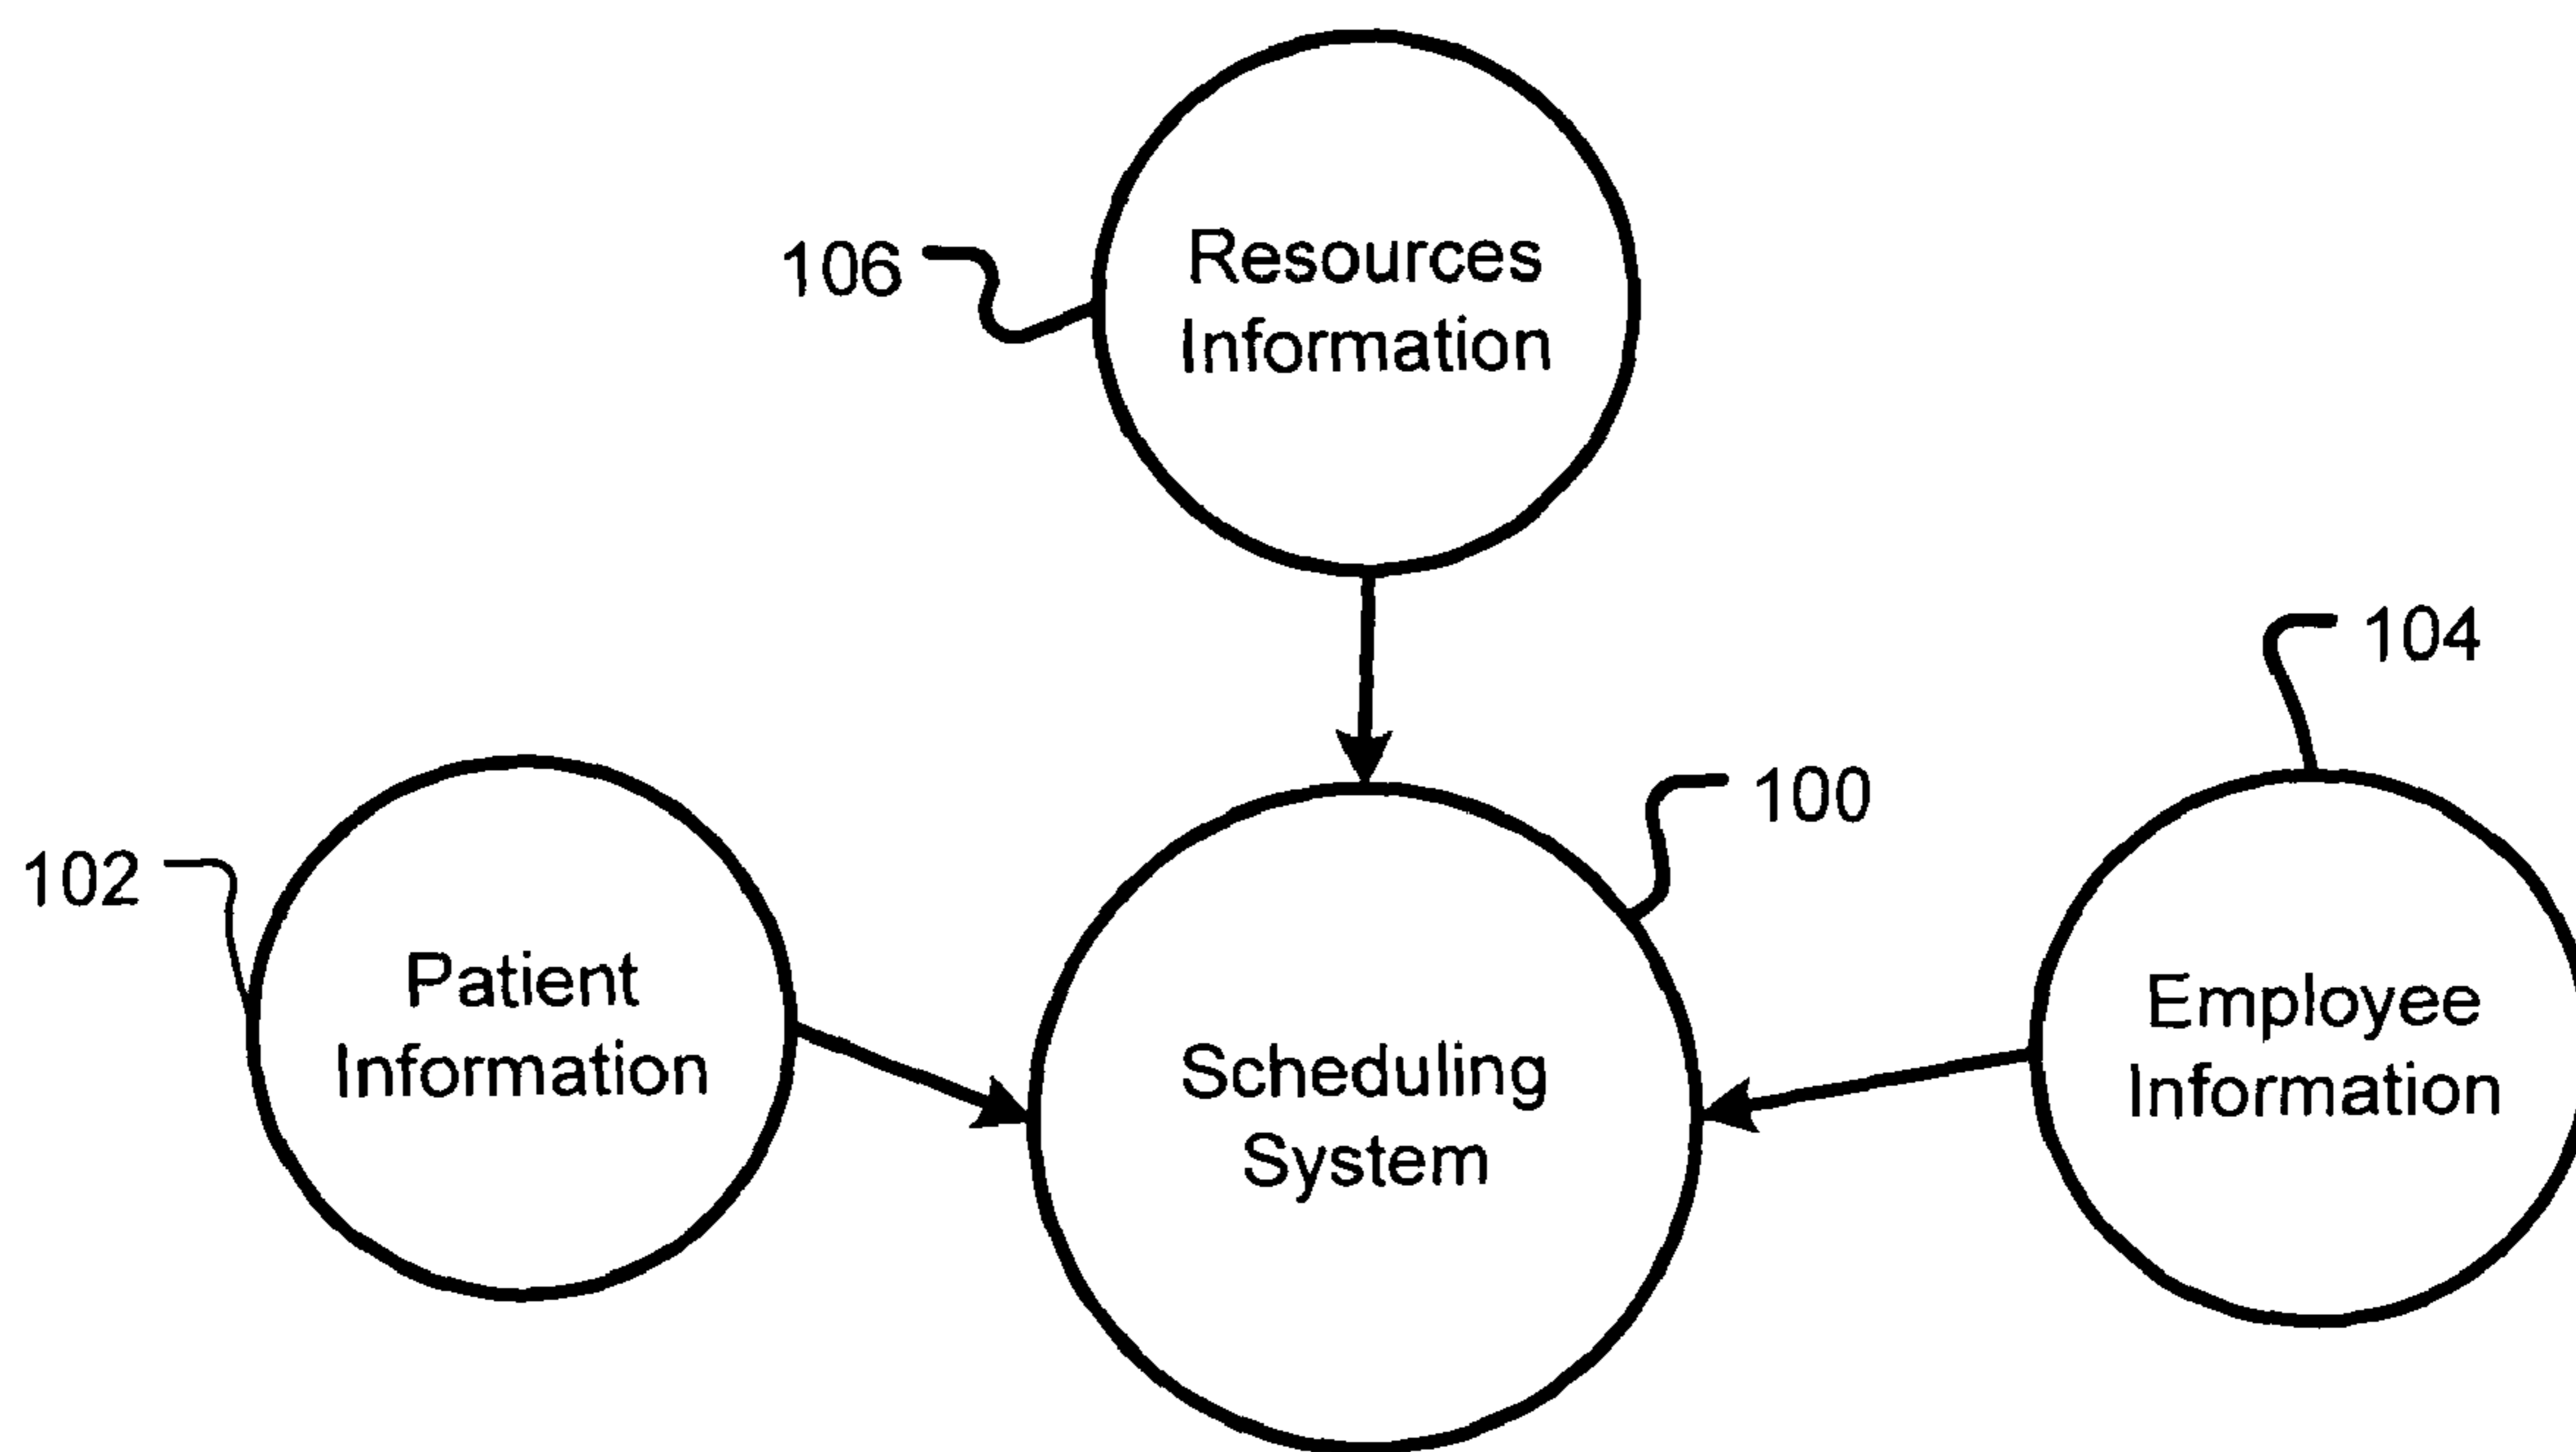 106
Resources
Information
104
100
102
Patient
Information
Scheduling
System
Employee
Information